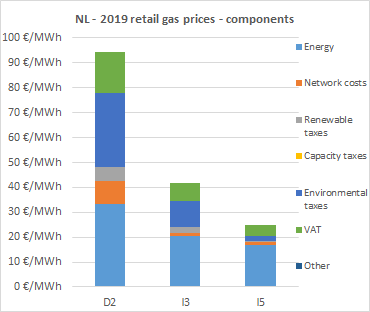 NL - 2019 retail gas prices - components
100 €/MWh
90 €/MWh
80 €/MWh
70 €/MWh
60 €/MWh
50 €/MWh
40 €/MWh
30 €/MWh
20 €/MWh
10 €/MWh
0 €/MWh
D2
I3
I5
Energy
Network costs
Renewable
taxes
Capacity taxes
Environmental
taxes
VAT
Other